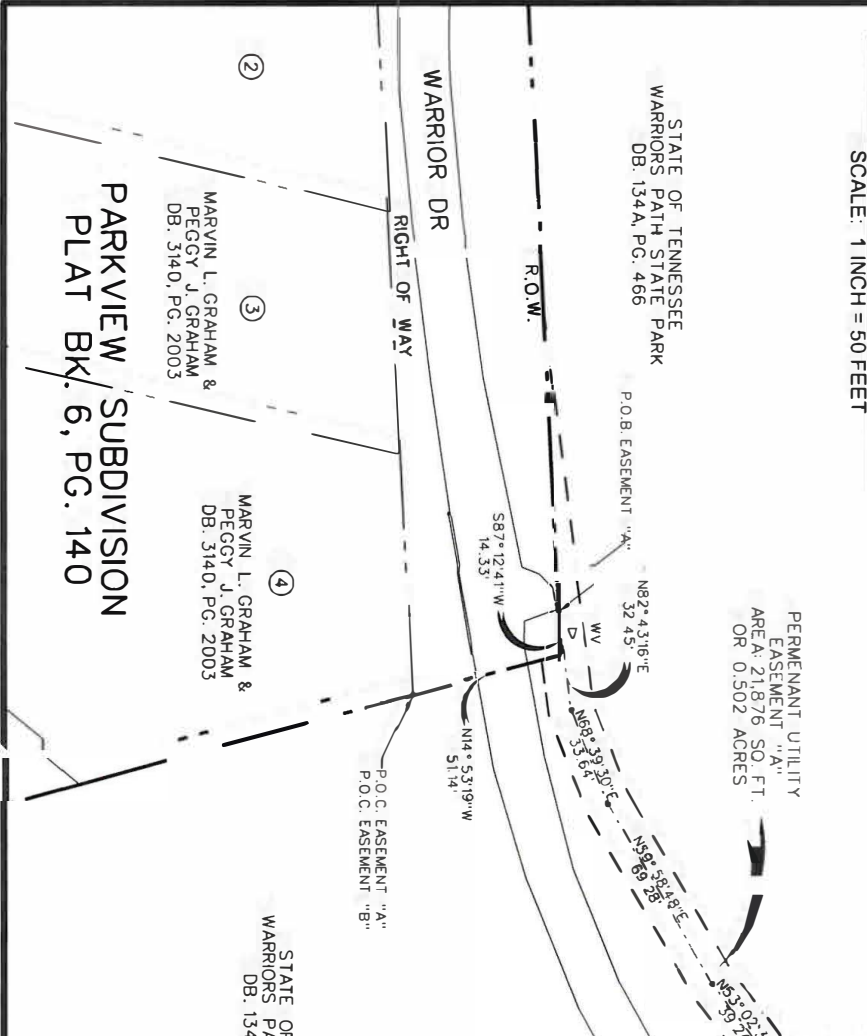 SCALE: 1 INCH = 50 FEET
PERMENANT UTILITY
EASEMENT "A"
AREA: 21,876 SQ. FT.
OR 0.502 ACRES
STATE OF TENNESSEE
WARRIORS PATH STATE PARK
DB. 134A, PG. 466
P.O.B. EASEMENT "A"
N82°43'16"E
32.45'
WV
N68°39'30"E
33.64'
N59°58'48"E
69.28'
N53°02'
39.27
R.O.W.
S87°12'41"W
14.33'
WARRIOR DR
RIGHT OF WAY
N14°53'19"W
51.14'
P.O.C. EASEMENT "A"
P.O.C. EASEMENT "B"
2
MARVIN L. GRAHAM &
PEGGY J. GRAHAM
DB. 3140, PG. 2003
3
4
MARVIN L. GRAHAM &
PEGGY J. GRAHAM
DB. 3140, PG. 2003
STATE OF
WARRIORS PA
DB. 134
PARKVIEW SUBDIVISION
PLAT BK. 6, PG. 140